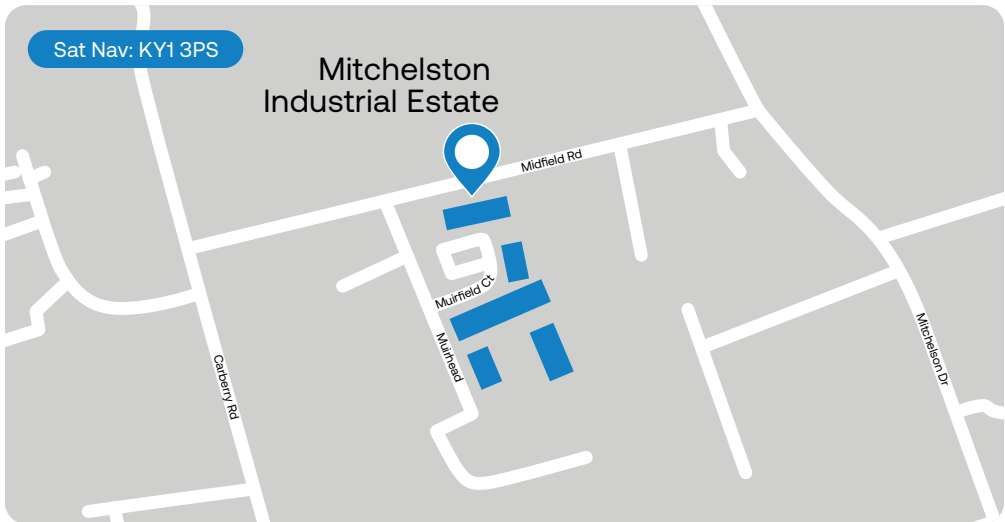 Sat Nav: KY1 3PS
Mitchelston
Industrial Estate
Midfield Rd
Muirfield Ct
Muirhead
Carberry Rd
Mitchelson Dr